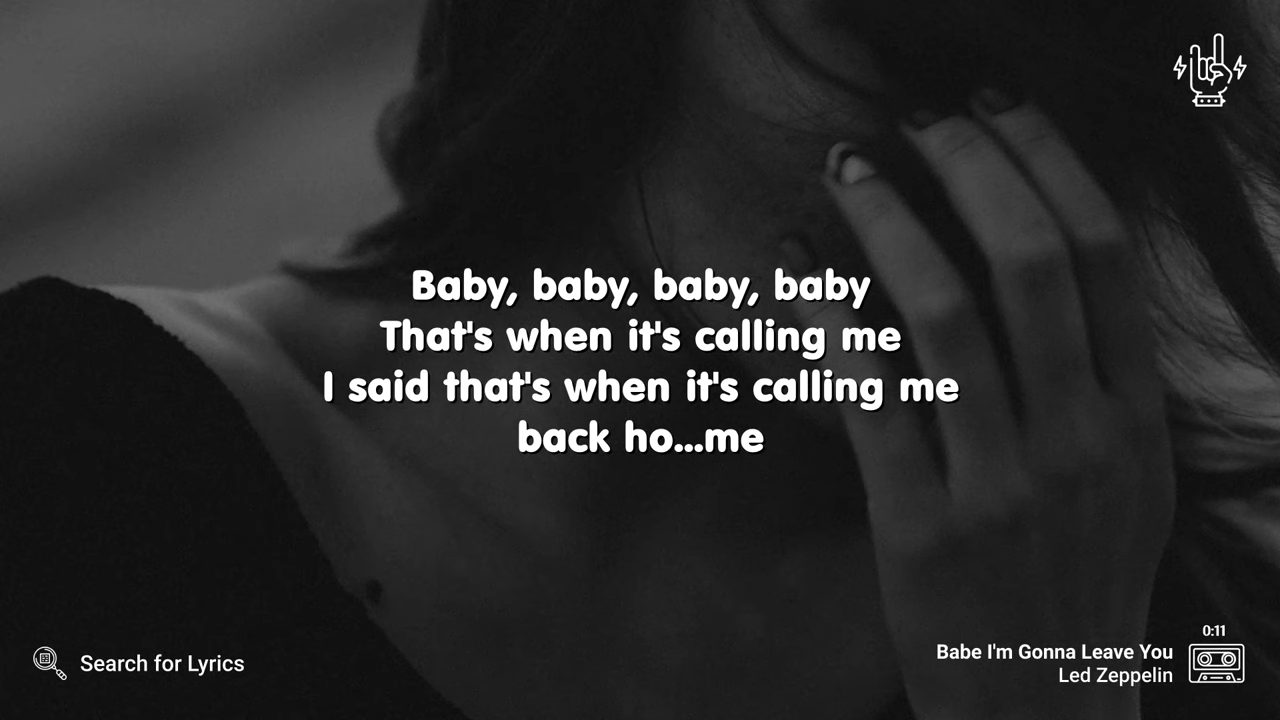 Baby, baby, baby, baby
That's when it's calling me
I said that's when it's calling me
back ho...me
0:11
Search for Lyrics
Babe I'm Gonna Leave You
Led Zeppelin